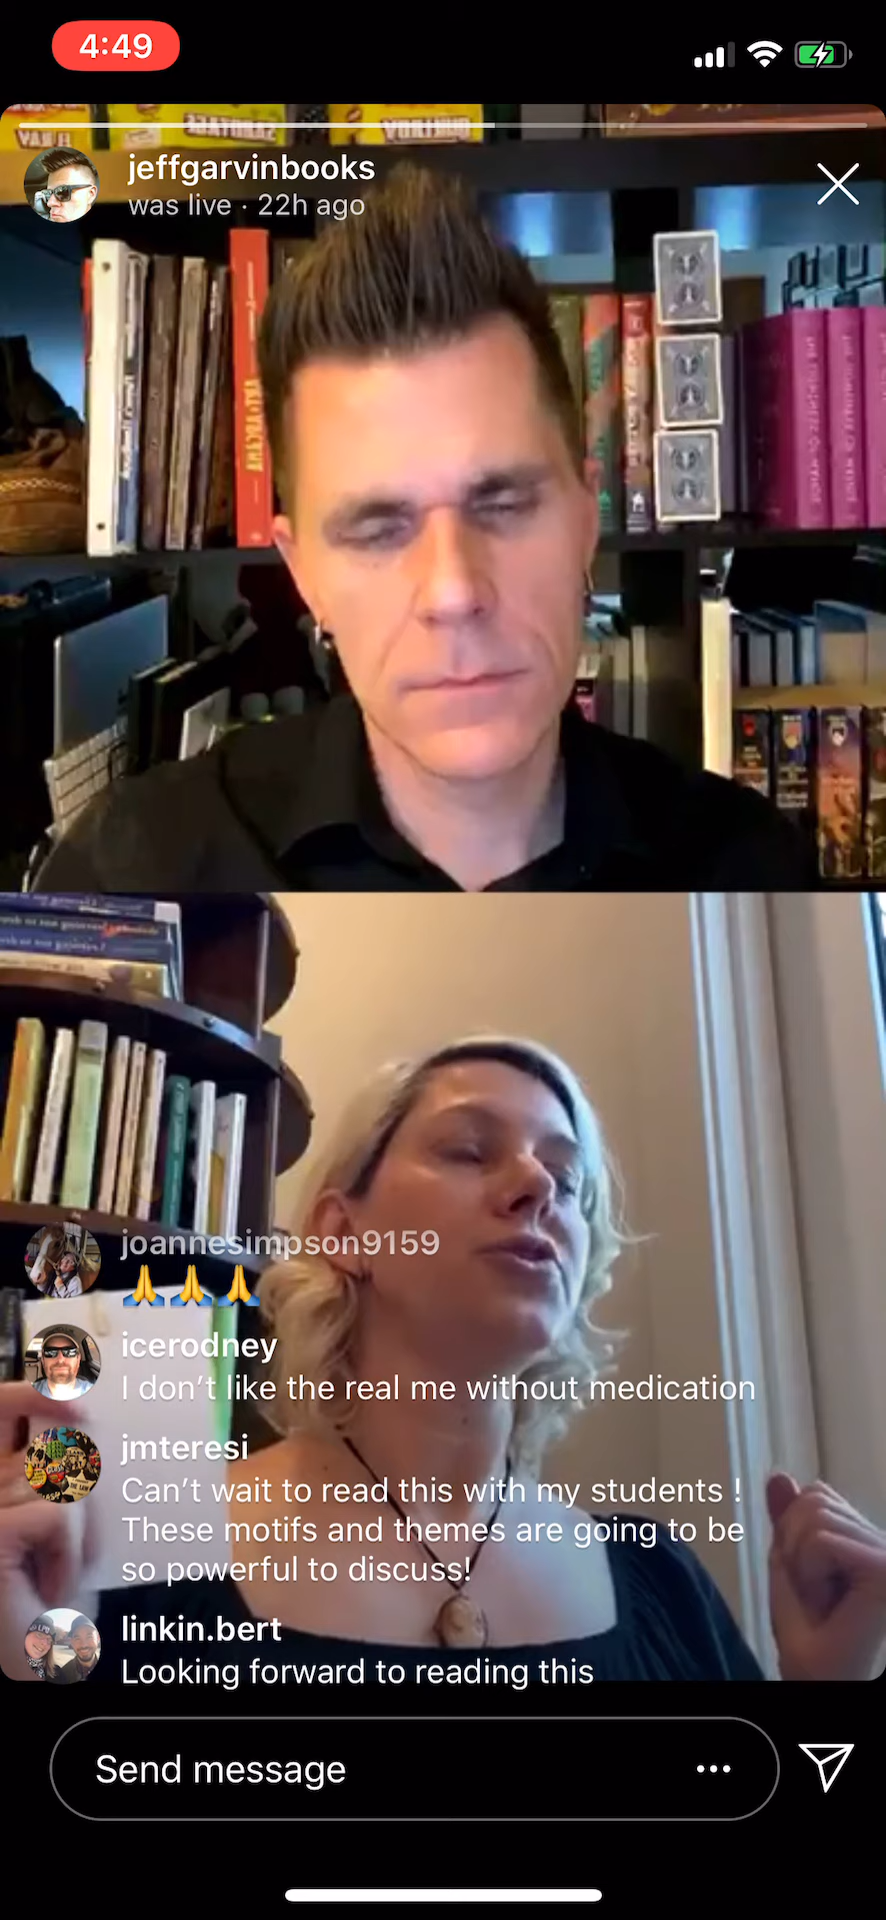 4:49
jeffgarvinbooks
was live · 22h ago
joannesimpson9159
🙏🙏🙏
icerodney
I don't like the real me without medication
jmteresi
Can't wait to read this with my students !
These motifs and themes are going to be
so powerful to discuss!
linkin.bert
Looking forward to reading this
Send message